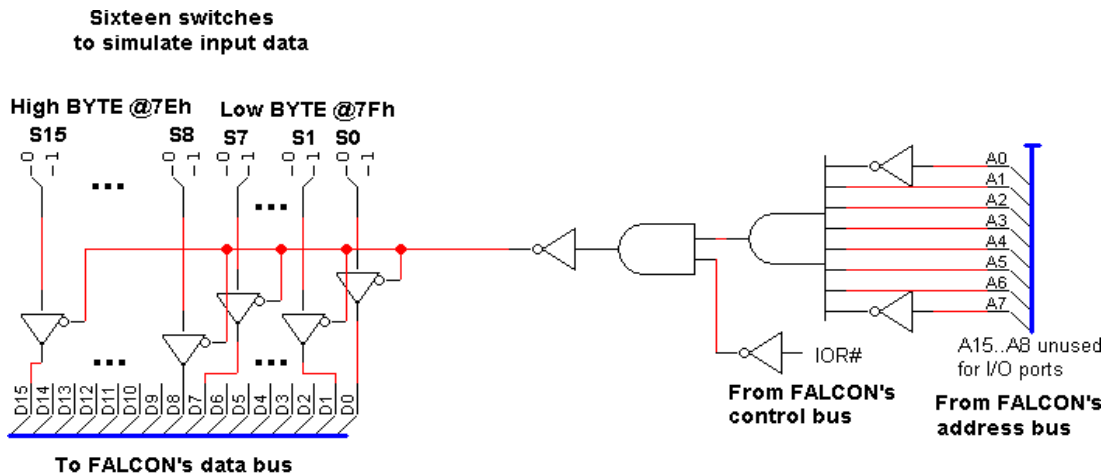 Sixteen switches
to simulate input data
High BYTE @7Eh Low BYTE @7Fh
S15 S8 S7 S1 S0
0 1 0 1 0 1 0 1 0 1
A0
A1
A2
A3
A4
A5
A6
A7
IOR#
A15..A8 unused
for I/O ports
From FALCON's
control bus
From FALCON's
address bus
D15 D14 D13 D12 D11 D10 D9 D8 D7 D6 D5 D4 D3 D2 D1 D0
To FALCON's data bus